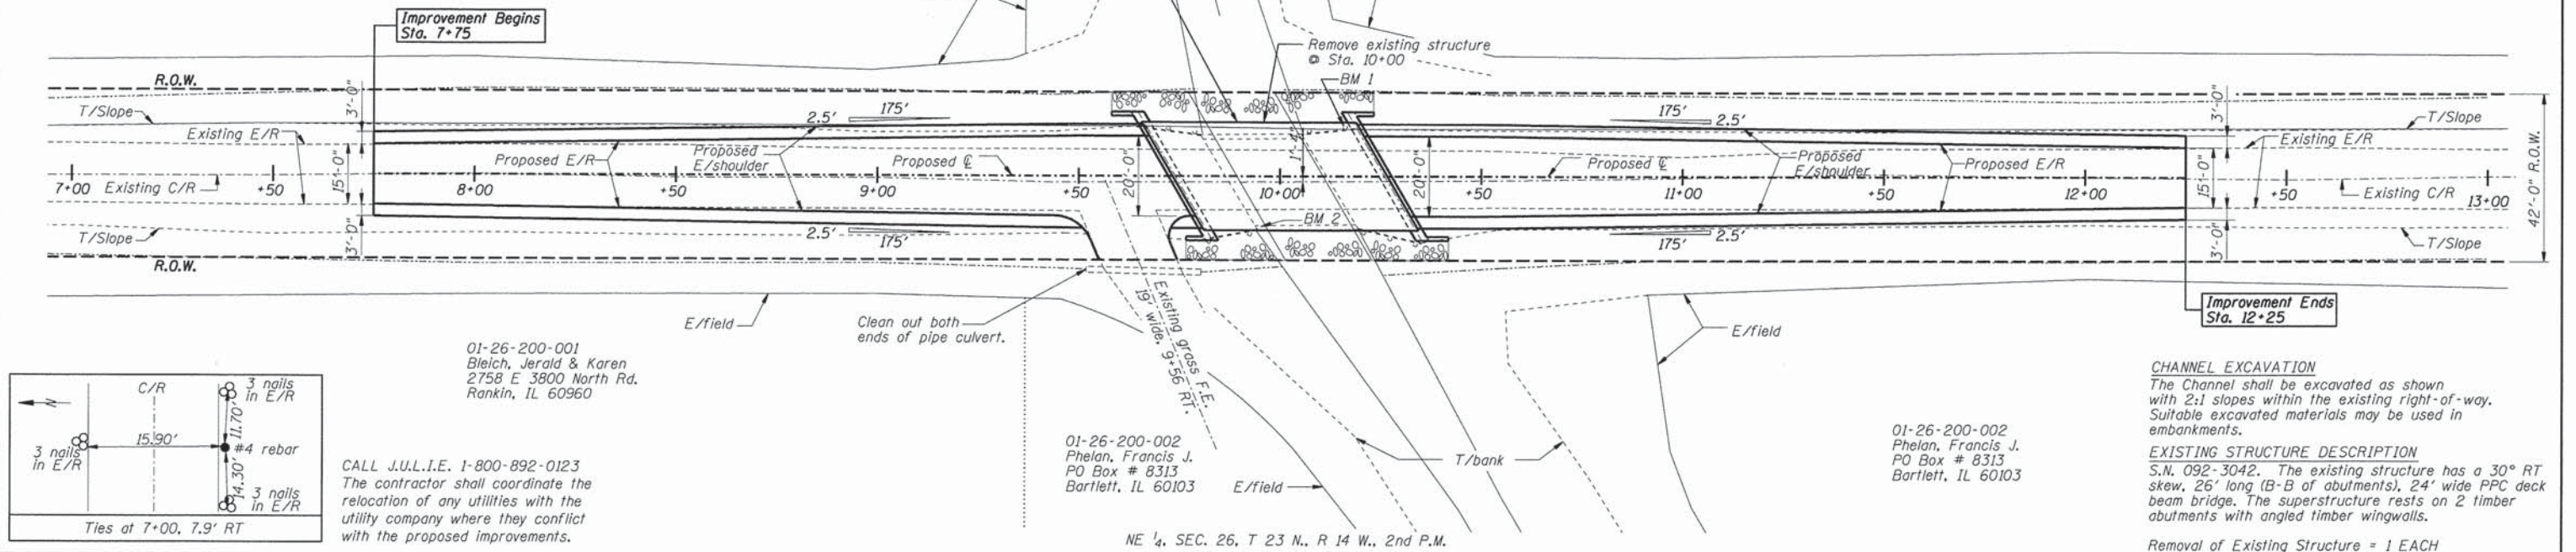 Improvement Begins
Sta. 7+75
Remove existing structure
@ Sta. 10+00
BM 1
R.O.W.
T/Slope
3'-0"
2.5'
175'
175'
2.5'
3'-0"
T/Slope
Existing E/R
Existing E/R
15'-0"
Proposed E/R
Proposed
E/shoulder
Proposed ℄
20'-0"
1'-4"
20'-0"
Proposed ℄
Proposed
E/shoulder
Proposed E/R
15'-0"
42'-0" R.O.W.
7+00
Existing C/R
+50
8+00
+50
9+00
+50
10+00
+50
11+00
+50
12+00
+50
Existing C/R
13+00
BM 2
T/Slope
3'-0"
2.5'
175'
175'
2.5'
3'-0"
T/Slope
R.O.W.
E/field
Clean out both
ends of pipe culvert.
Existing grass F.E.
19' wide, 9+56 RT.
E/field
Improvement Ends
Sta. 12+25
01-26-200-001
Bleich, Jerald & Karen
2758 E 3800 North Rd.
Rankin, IL 60960
N
C/R
3 nails
in E/R
11.70'
15.90'
#4 rebar
3 nails
in E/R
14.30'
3 nails
in E/R
Ties at 7+00, 7.9' RT
CALL J.U.L.I.E. 1-800-892-0123
The contractor shall coordinate the
relocation of any utilities with the
utility company where they conflict
with the proposed improvements.
01-26-200-002
Phelan, Francis J.
PO Box # 8313
Bartlett, IL 60103
E/field
T/bank
NE ¼, SEC. 26, T 23 N., R 14 W., 2nd P.M.
01-26-200-002
Phelan, Francis J.
PO Box # 8313
Bartlett, IL 60103
CHANNEL EXCAVATION
The Channel shall be excavated as shown
with 2:1 slopes within the existing right-of-way.
Suitable excavated materials may be used in
embankments.
EXISTING STRUCTURE DESCRIPTION
S.N. 092-3042. The existing structure has a 30° RT
skew, 26' long (B-B of abutments), 24' wide PPC deck
beam bridge. The superstructure rests on 2 timber
abutments with angled timber wingwalls.
Removal of Existing Structure = 1 EACH